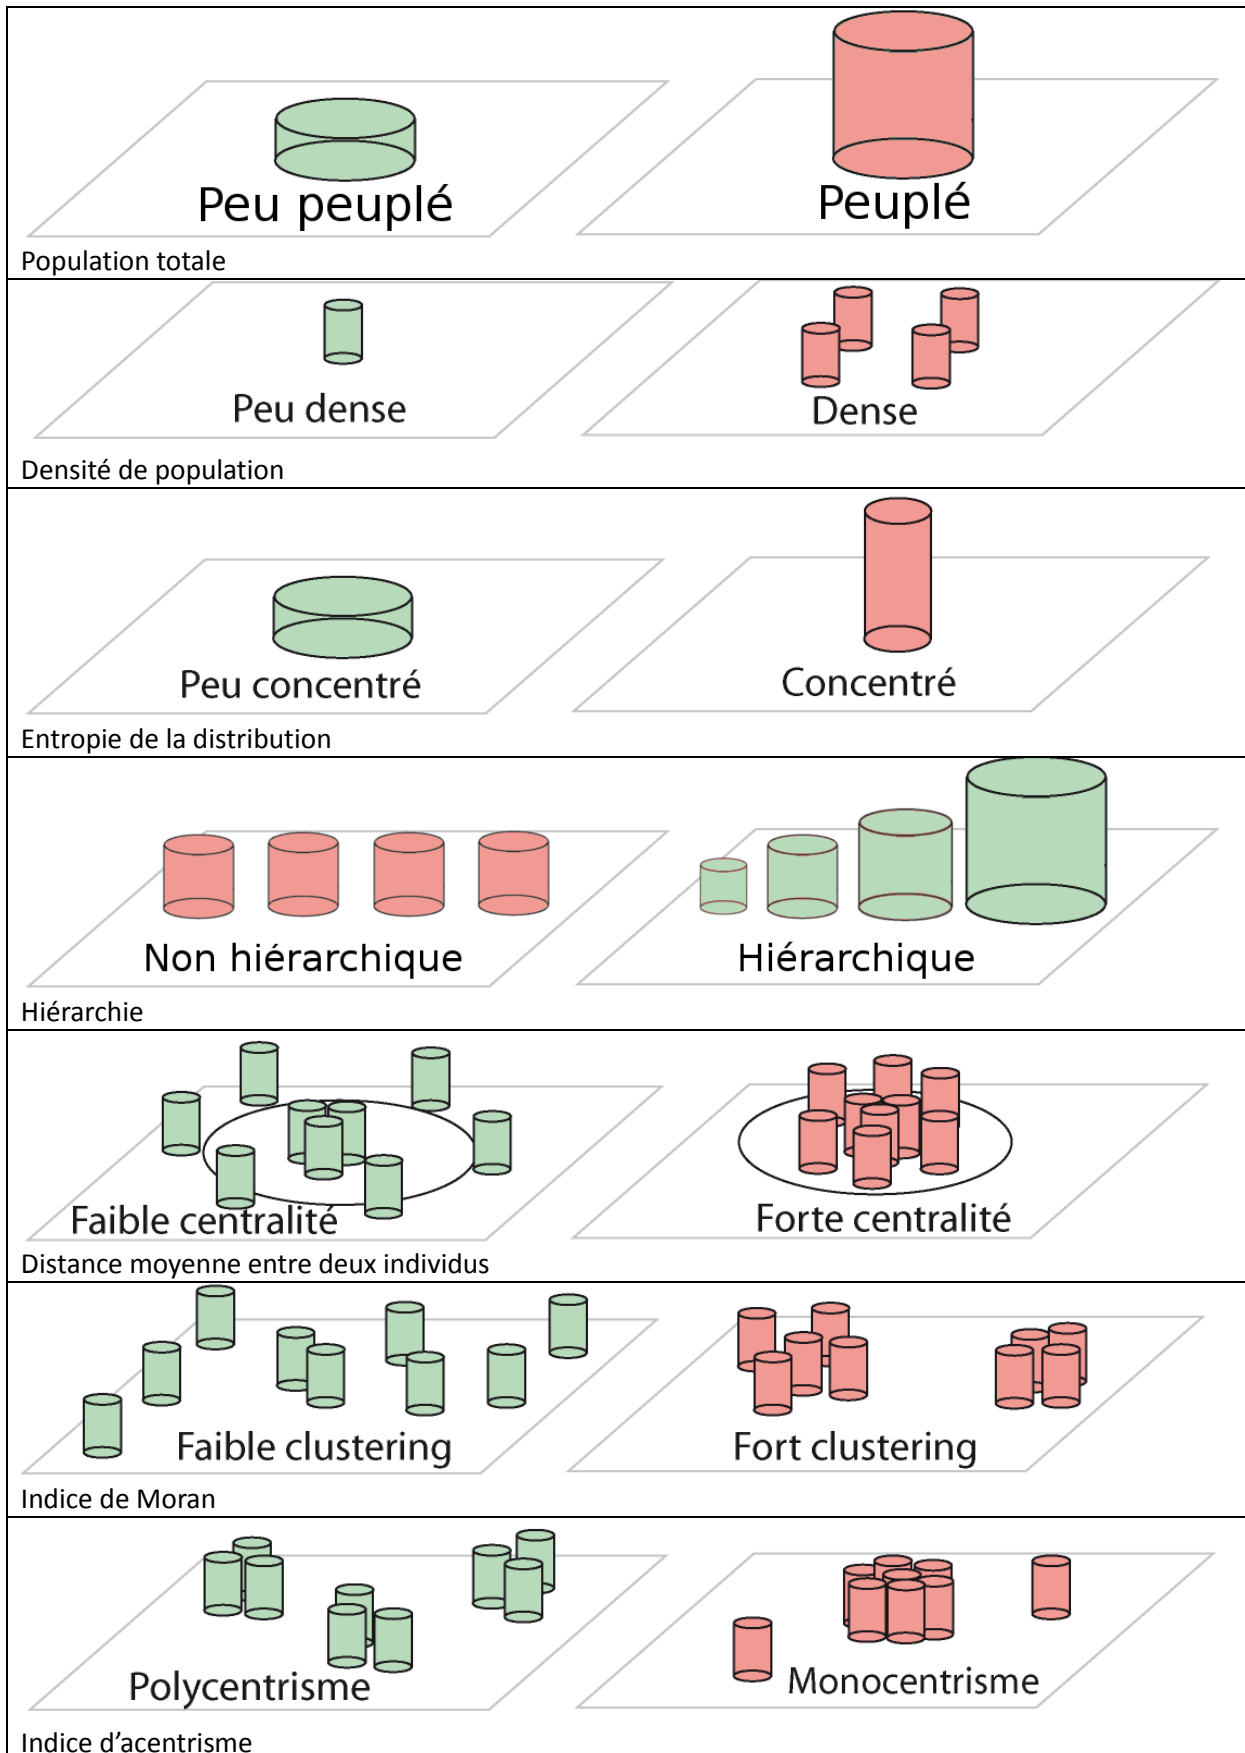 Peu peuplé
Peuplé
Population totale
Peu dense
Dense
Densité de population
Peu concentré
Concentré
Entropie de la distribution
Non hiérarchique
Hiérarchique
Hiérarchie
Faible centralité
Forte centralité
Distance moyenne entre deux individus
Faible clustering
Fort clustering
Indice de Moran
Polycentrisme
Monocentrisme
Indice d’acentrisme